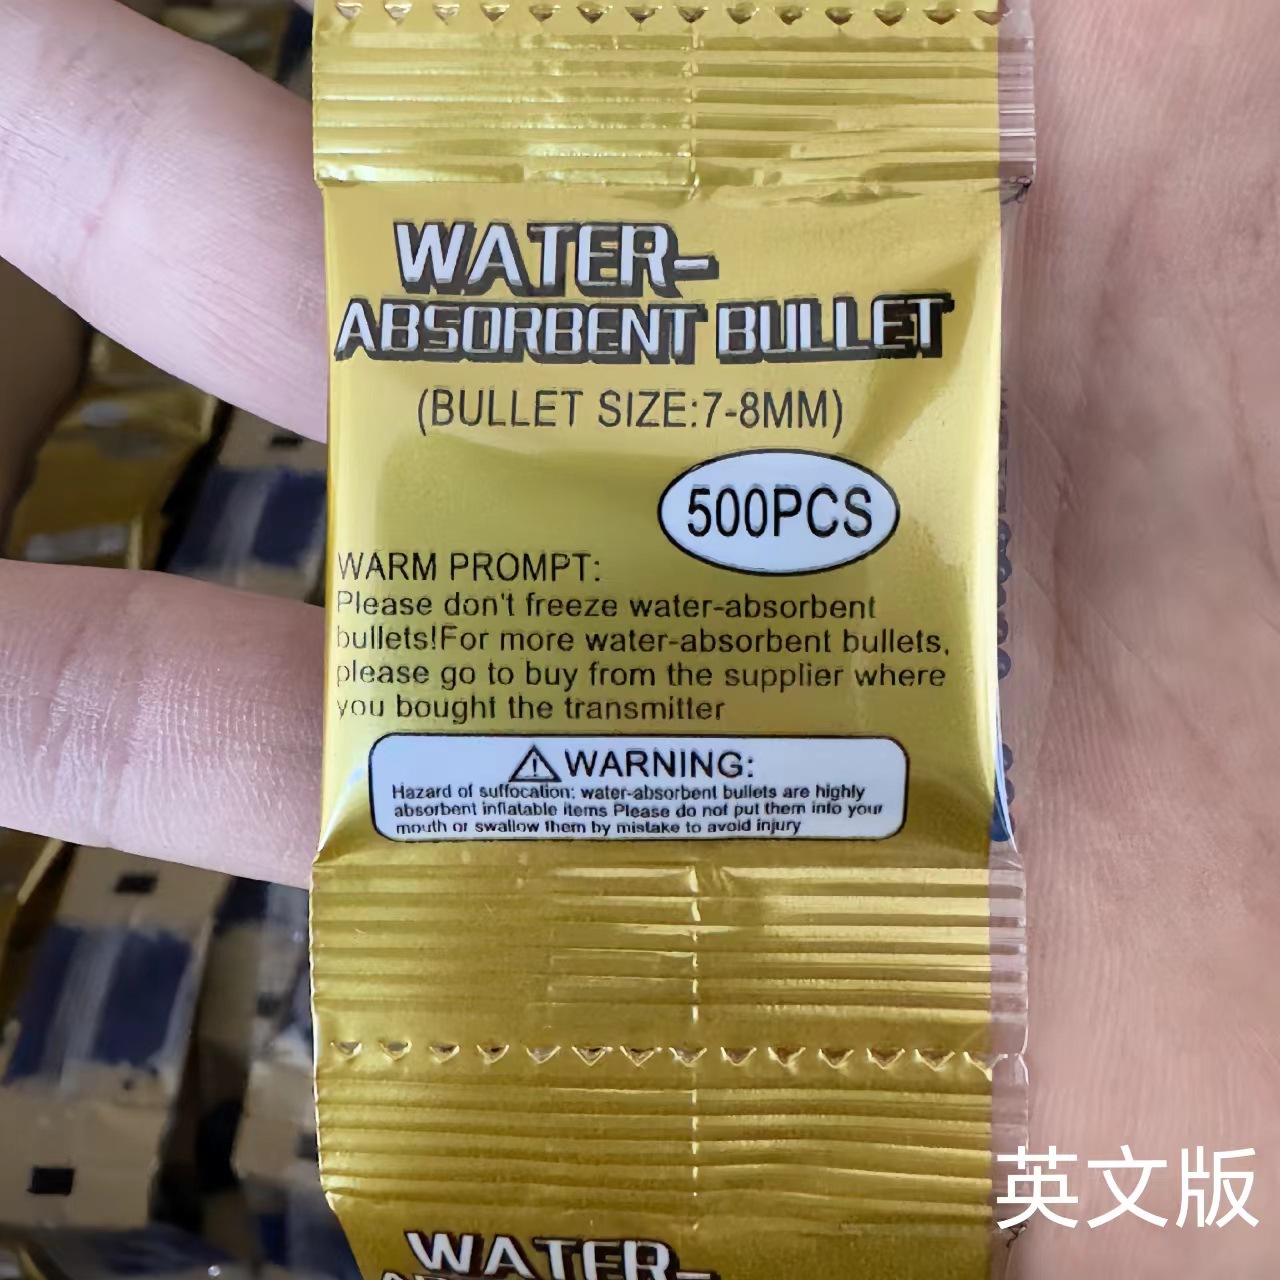 WATER-
ABSORBENT BULLET
(BULLET SIZE:7-8MM)
500PCS
WARM PROMPT:
Please don't freeze water-absorbent
bullets!For more water-absorbent bullets,
please go to buy from the supplier where
you bought the transmitter
⚠WARNING:
Hazard of suffocation: water-absorbent bullets are highly
absorbent inflatable items Please do not put them into your
mouth or swallow them by mistake to avoid injury
英文版
WATER-